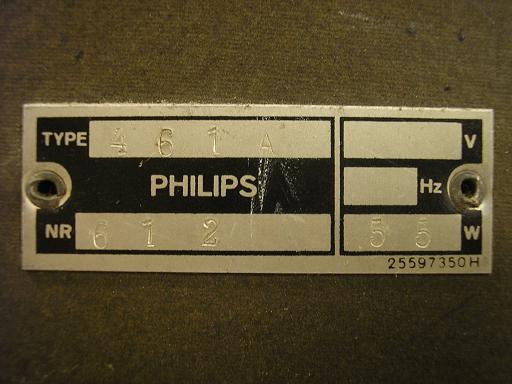 TYPE 461A V
PHILIPS Hz
NR 612 55 W
25597350H